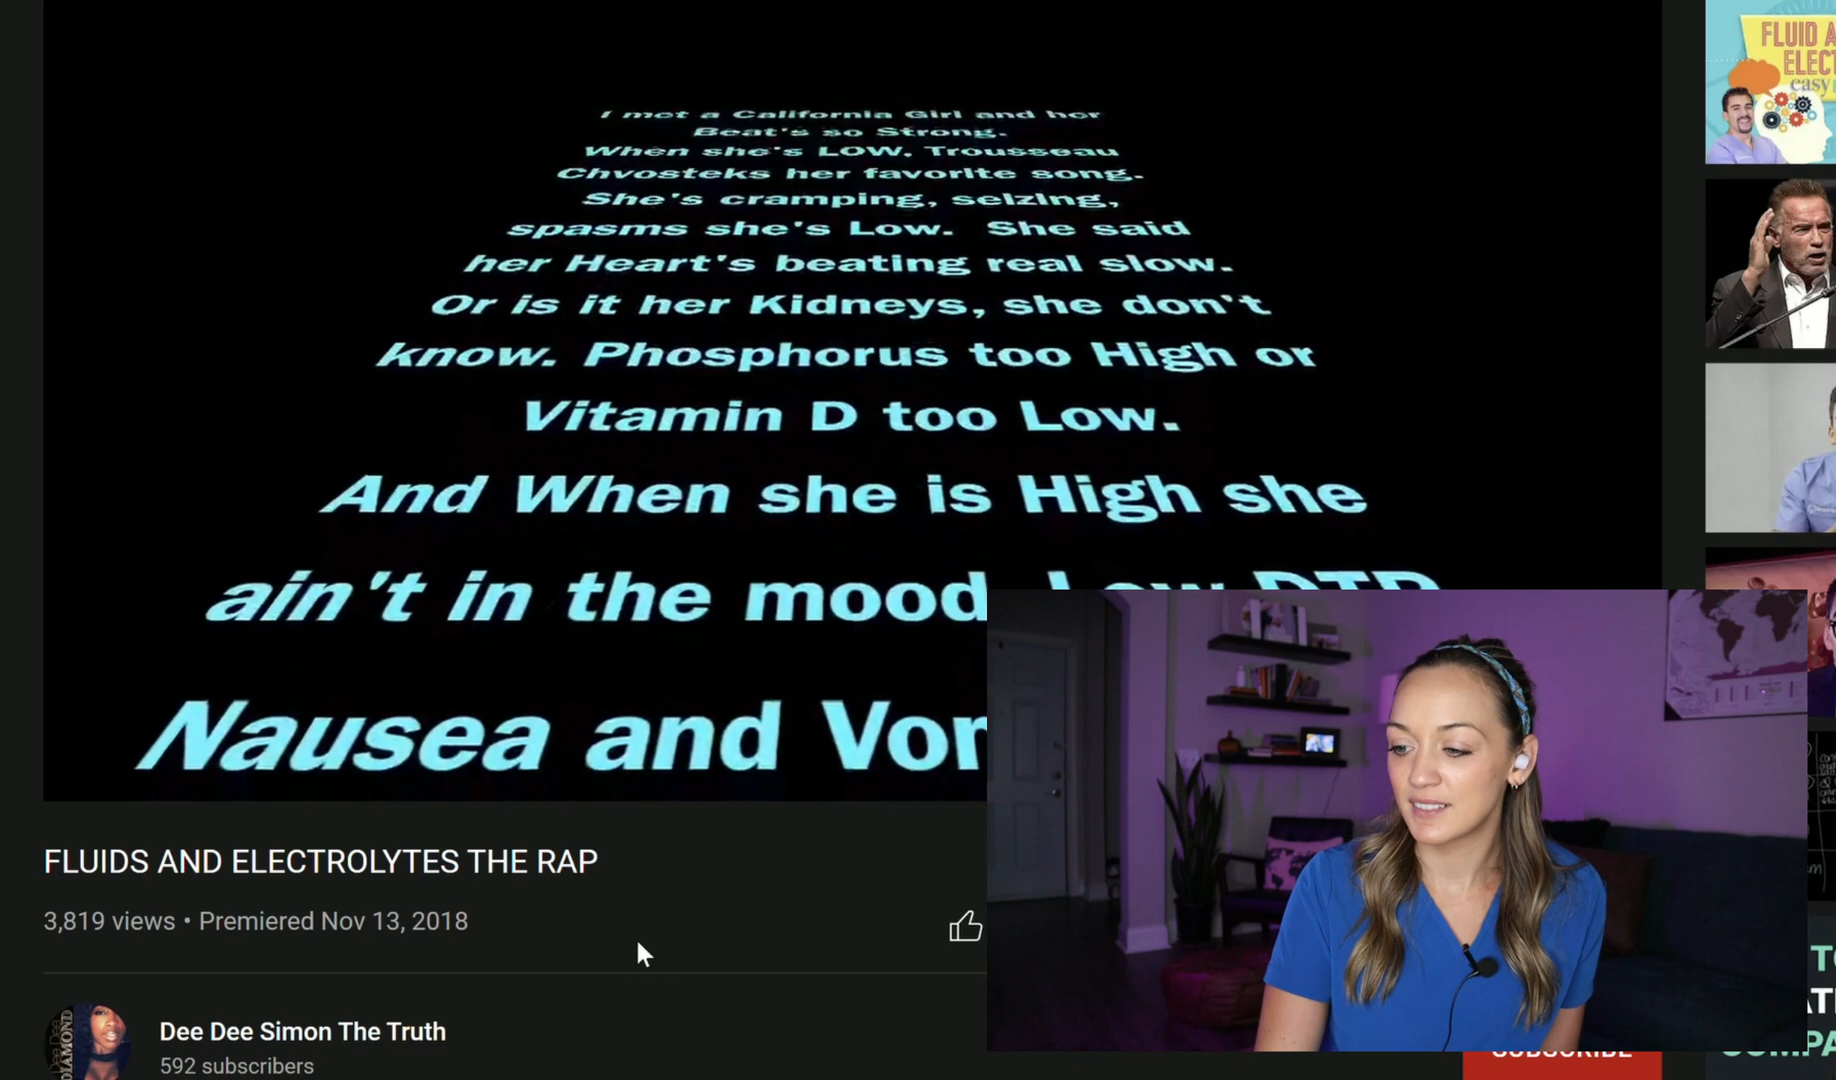 I met a California Girl and her
Beat's so Strong.
When she's LOW, Trousseau
Chvosteks her favorite song.
She's cramping, seizing,
spasms she's Low. She said
her Heart's beating real slow.
Or is it her Kidneys, she don't
know. Phosphorus too High or
Vitamin D too Low.
And When she is High she
ain't in the mood
Nausea and
FLUIDS AND ELECTROLYTES THE RAP
3,819 views • Premiered Nov 13, 2018
Dee Dee Simon The Truth
592 subscribers
SUBSCRIBE
FLUID
easy